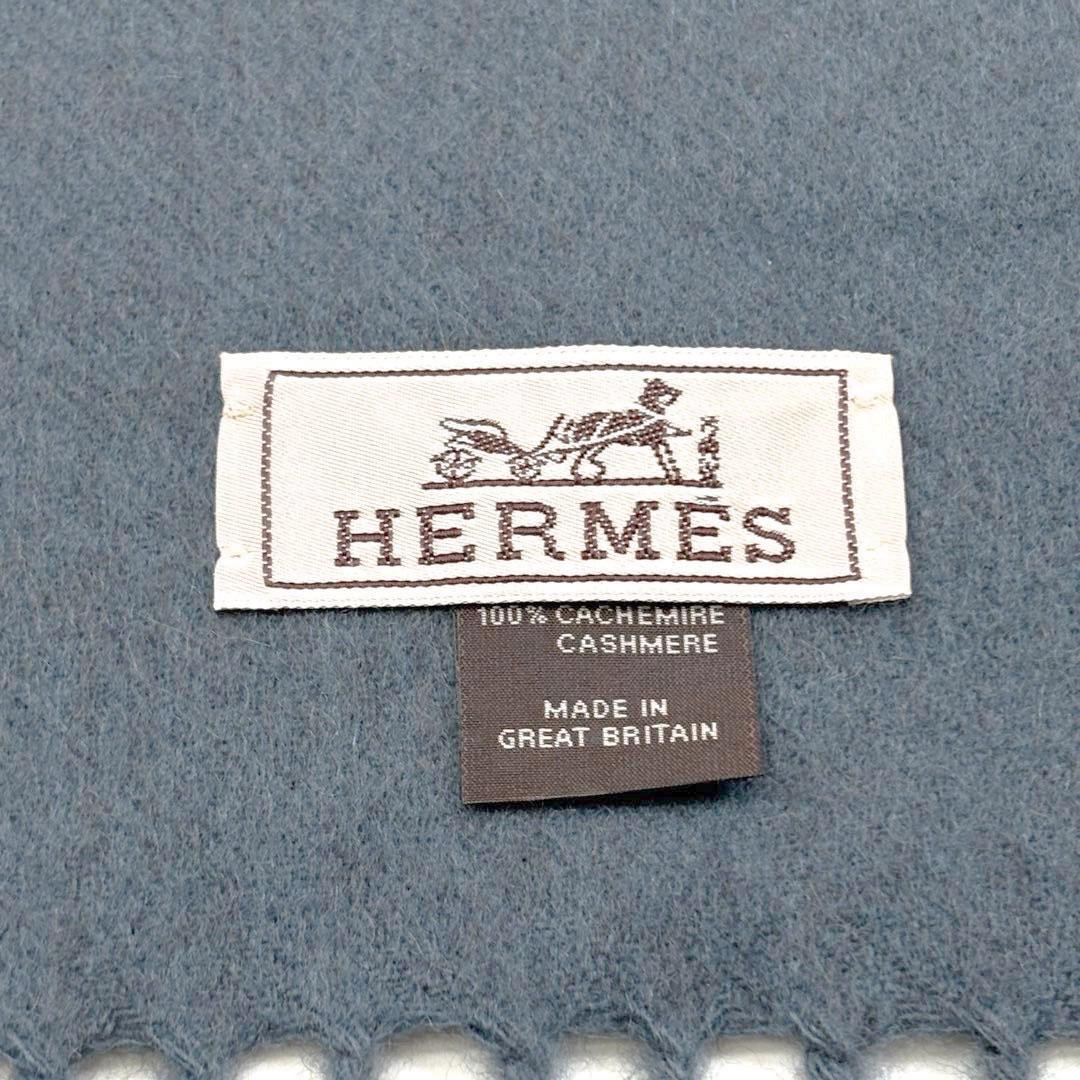 HERMÈS
100% CACHEMIRE
CASHMERE
MADE IN
GREAT BRITAIN